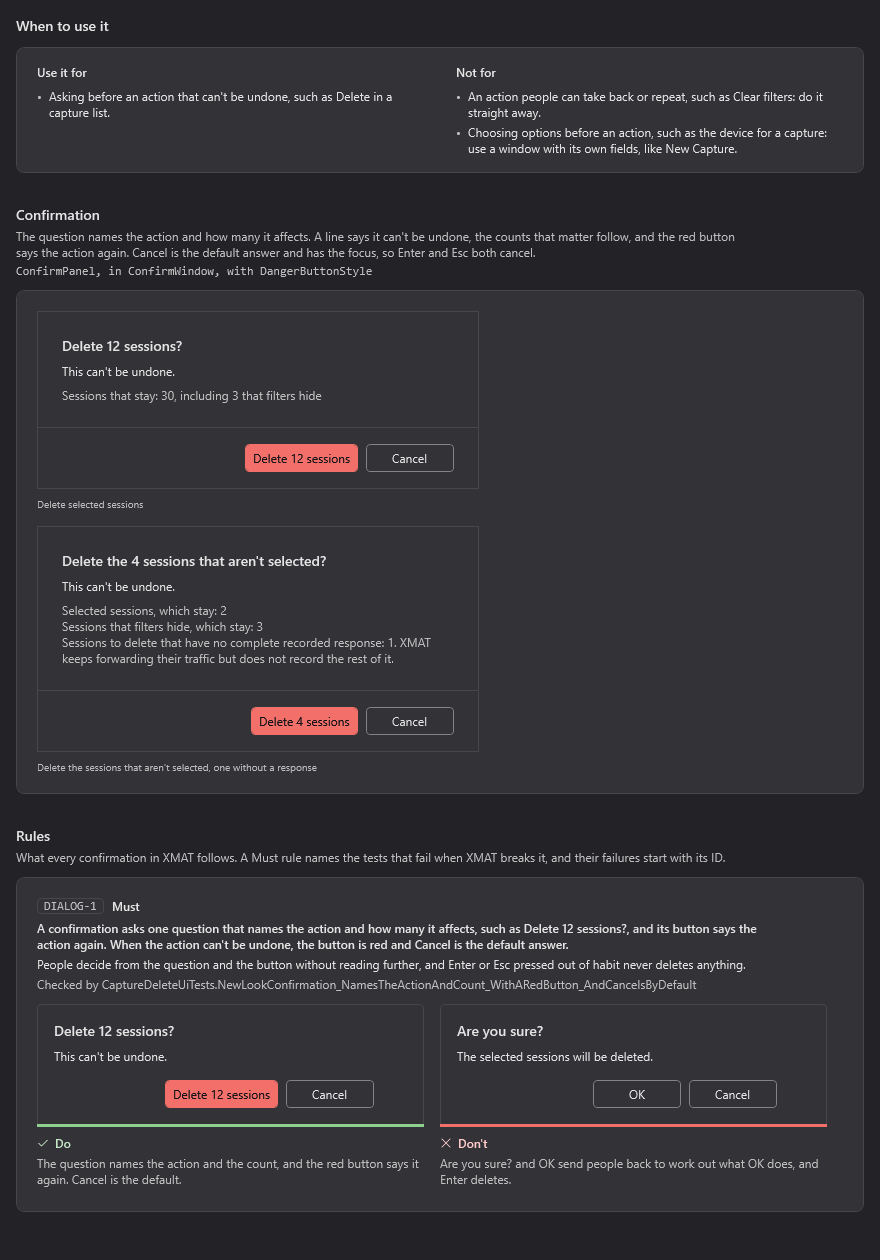 When to use it
Use it for
• Asking before an action that can't be undone, such as Delete in a
capture list.
Not for
• An action people can take back or repeat, such as Clear filters: do it
straight away.
• Choosing options before an action, such as the device for a capture:
use a window with its own fields, like New Capture.
Confirmation
The question names the action and how many it affects. A line says it can't be undone, the counts that matter follow, and the red button
says the action again. Cancel is the default answer and has the focus, so Enter and Esc both cancel.
ConfirmPanel, in ConfirmWindow, with DangerButtonStyle
Delete 12 sessions?
This can't be undone.
Sessions that stay: 30, including 3 that filters hide
Delete 12 sessions
Cancel
Delete selected sessions
Delete the 4 sessions that aren't selected?
This can't be undone.
Selected sessions, which stay: 2
Sessions that filters hide, which stay: 3
Sessions to delete that have no complete recorded response: 1. XMAT
keeps forwarding their traffic but does not record the rest of it.
Delete 4 sessions
Cancel
Delete the sessions that aren't selected, one without a response
Rules
What every confirmation in XMAT follows. A Must rule names the tests that fail when XMAT breaks it, and their failures start with its ID.
DIALOG-1 Must
A confirmation asks one question that names the action and how many it affects, such as Delete 12 sessions?, and its button says the
action again. When the action can't be undone, the button is red and Cancel is the default answer.
People decide from the question and the button without reading further, and Enter or Esc pressed out of habit never deletes anything.
Checked by CaptureDeleteUiTests.NewLookConfirmation_NamesTheActionAndCount_WithARedButton_AndCancelsByDefault
Delete 12 sessions?
This can't be undone.
Delete 12 sessions
Cancel
Do
The question names the action and the count, and the red button says it
again. Cancel is the default.
Are you sure?
The selected sessions will be deleted.
OK
Cancel
Don't
Are you sure? and OK send people back to work out what OK does, and
Enter deletes.